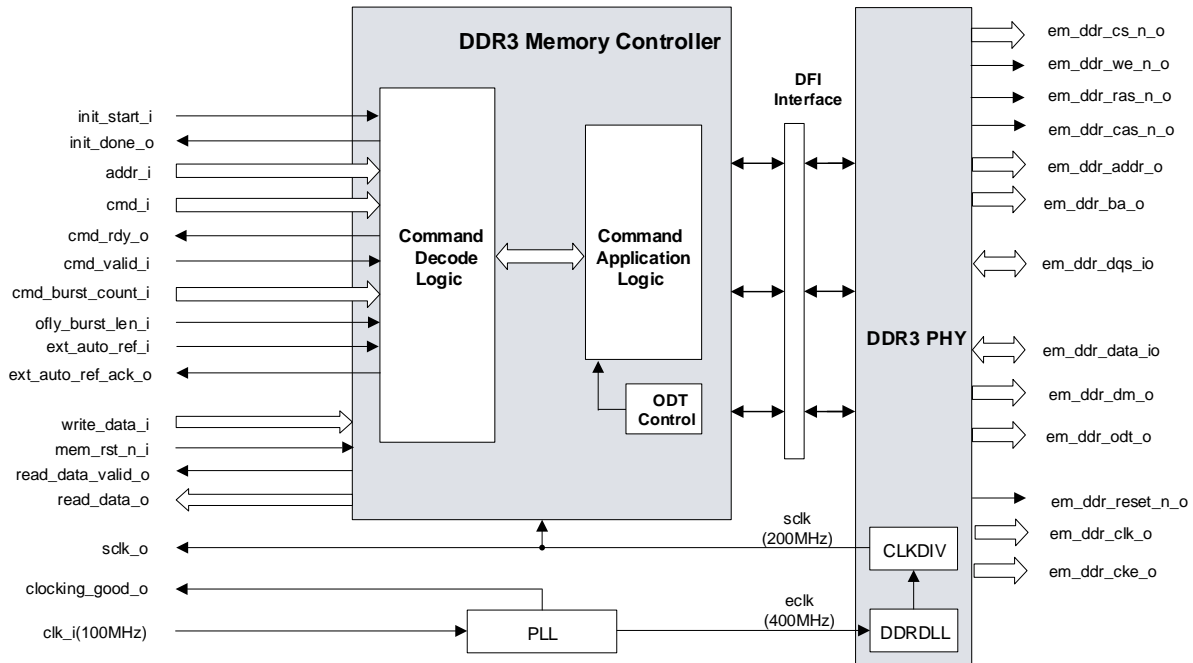 DDR3 Memory Controller
init_start_i
init_done_o
addr_i
cmd_i
cmd_rdy_o
cmd_valid_i
cmd_burst_count_i
ofly_burst_len_i
ext_auto_ref_i
ext_auto_ref_ack_o
write_data_i
mem_rst_n_i
read_data_valid_o
read_data_o
sclk_o
clocking_good_o
clk_i(100MHz)
Command
Decode
Logic
Command
Application
Logic
ODT
Control
DFI
Interface
DDR3 PHY
sclk
(200MHz)
CLKDIV
eclk
(400MHz)
DDRDLL
PLL
em_ddr_cs_n_o
em_ddr_we_n_o
em_ddr_ras_n_o
em_ddr_cas_n_o
em_ddr_addr_o
em_ddr_ba_o
em_ddr_dqs_io
em_ddr_data_io
em_ddr_dm_o
em_ddr_odt_o
em_ddr_reset_n_o
em_ddr_clk_o
em_ddr_cke_o